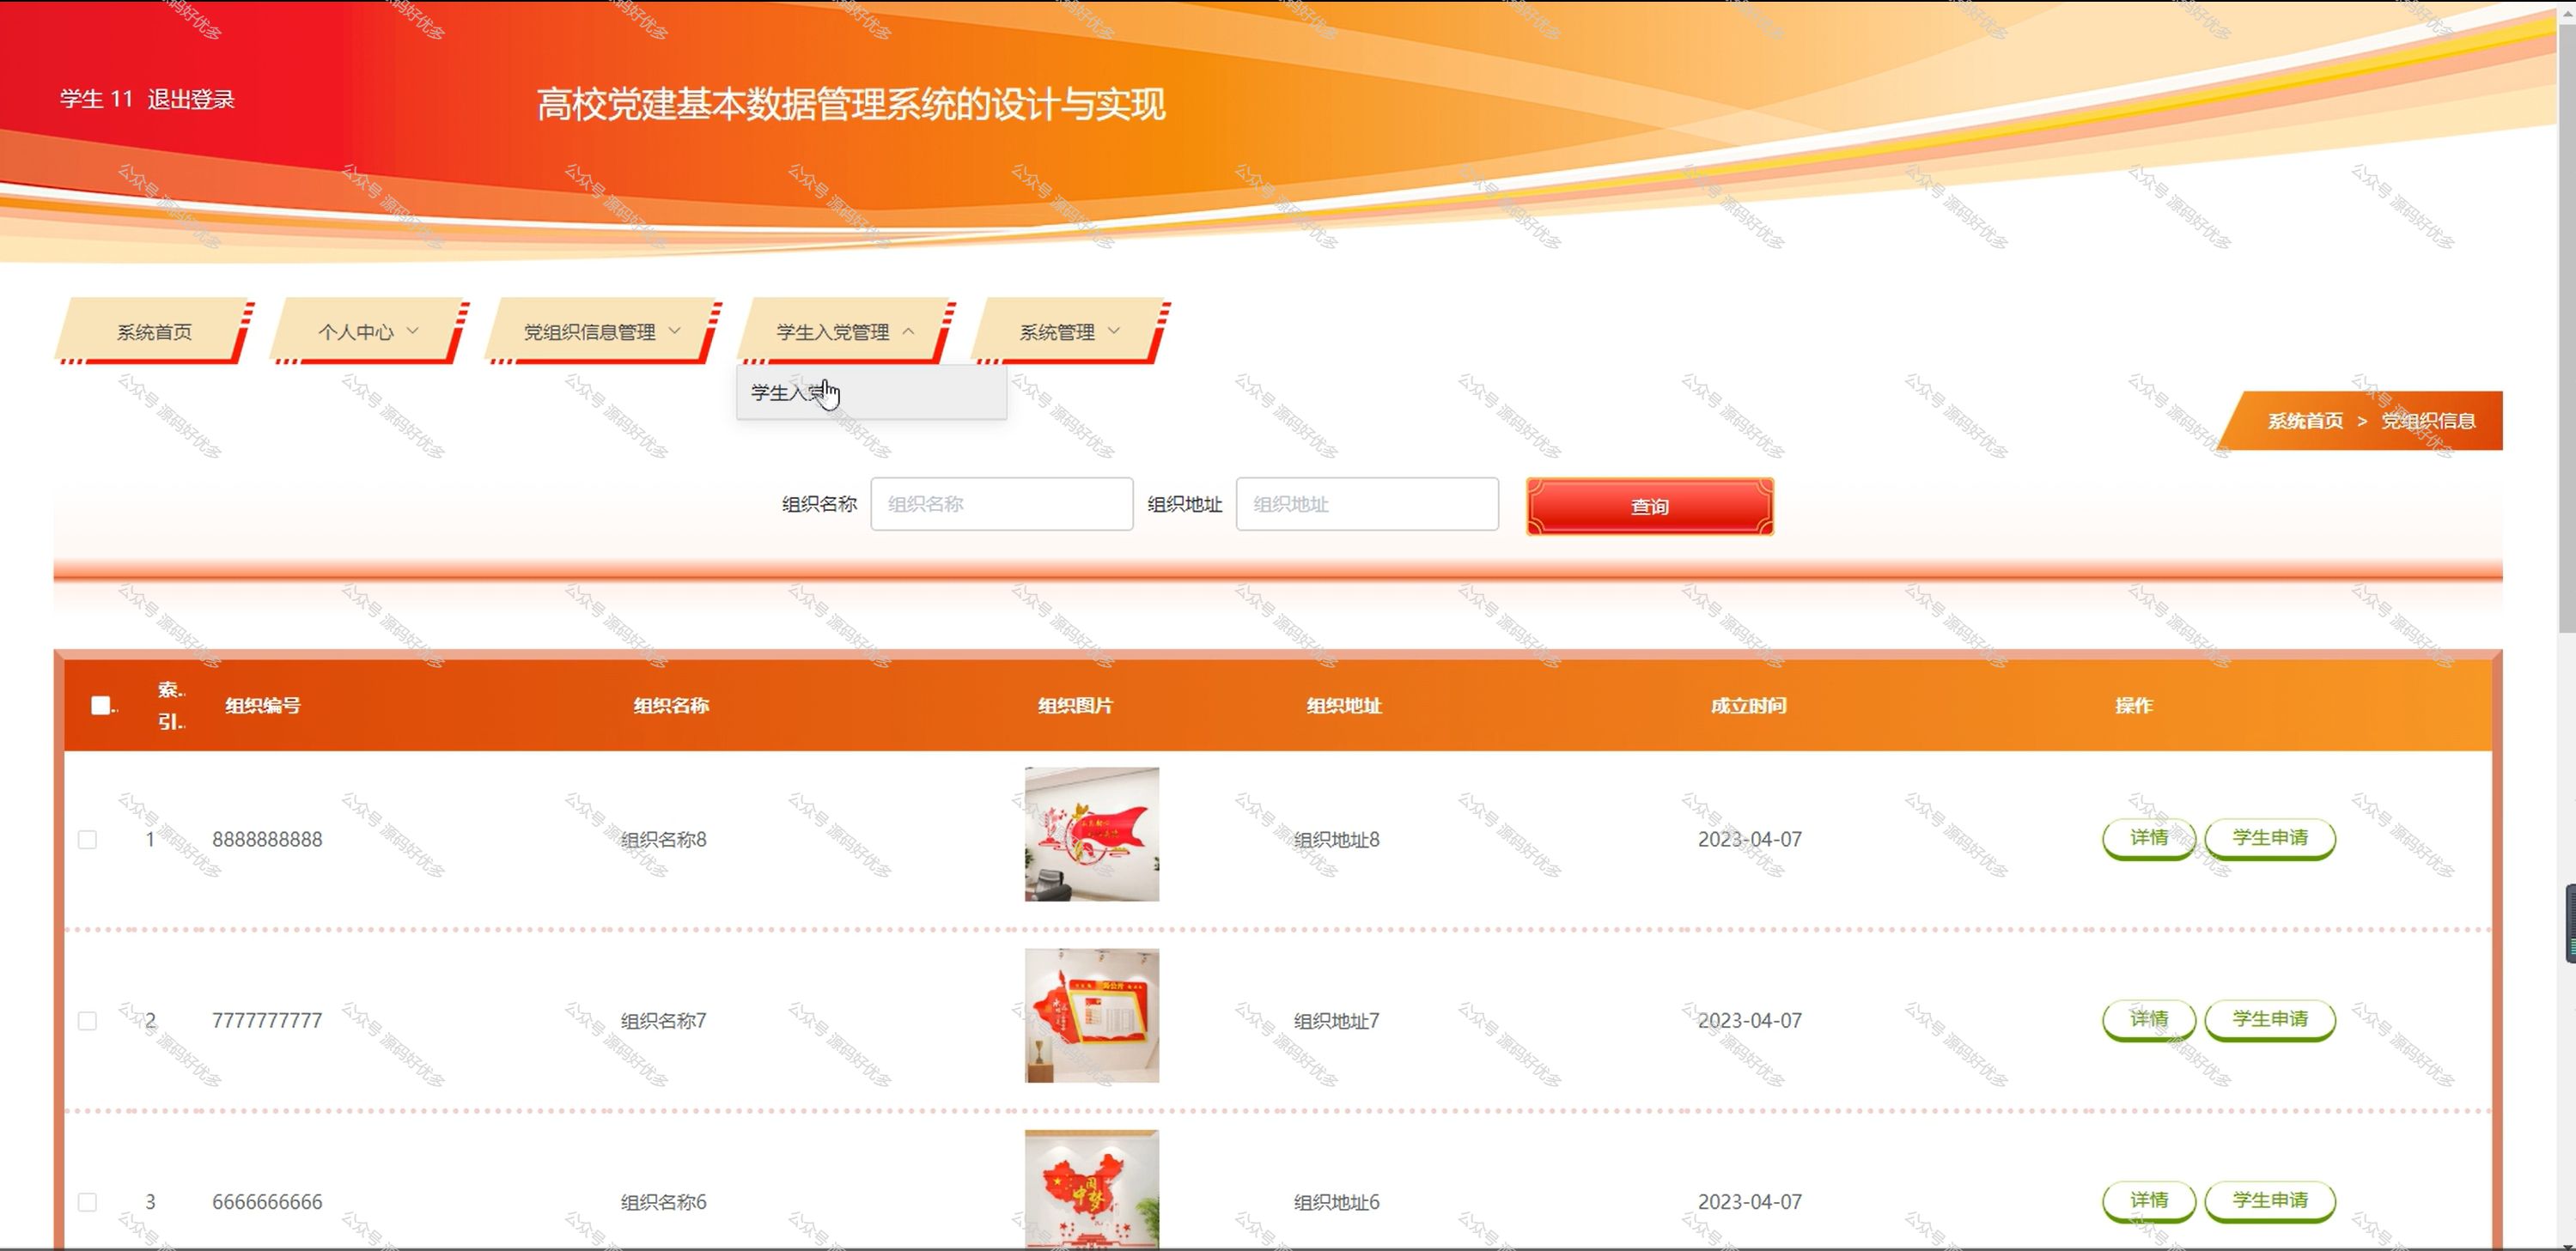 学生 11 退出登录
高校党建基本数据管理系统的设计与实现
系统首页 个人中心 党组织信息管理 学生入党管理 系统管理
学生入党
系统首页 > 党组织信息
组织名称 组织名称 组织地址 组织地址 查询
索.. 引.. 组织编号 组织名称 组织图片 组织地址 成立时间 操作
1 8888888888 组织名称8 组织地址8 2023-04-07 详情 学生申请
2 7777777777 组织名称7 组织地址7 2023-04-07 详情 学生申请
3 6666666666 组织名称6 组织地址6 2023-04-07 详情 学生申请
中国梦
公众号 源码好优多